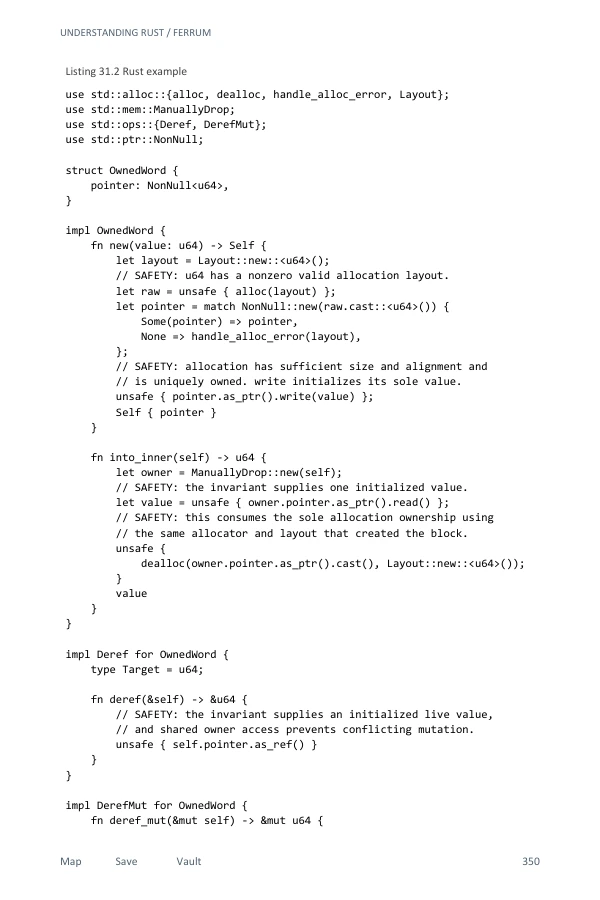 UNDERSTANDING RUST / FERRUM
Listing 31.2 Rust example
use std::alloc::{alloc, dealloc, handle_alloc_error, Layout};
use std::mem::ManuallyDrop;
use std::ops::{Deref, DerefMut};
use std::ptr::NonNull;

struct OwnedWord {
    pointer: NonNull<u64>,
}

impl OwnedWord {
    fn new(value: u64) -> Self {
        let layout = Layout::new::<u64>();
        // SAFETY: u64 has a nonzero valid allocation layout.
        let raw = unsafe { alloc(layout) };
        let pointer = match NonNull::new(raw.cast::<u64>()) {
            Some(pointer) => pointer,
            None => handle_alloc_error(layout),
        };
        // SAFETY: allocation has sufficient size and alignment and
        // is uniquely owned. write initializes its sole value.
        unsafe { pointer.as_ptr().write(value) };
        Self { pointer }
    }

    fn into_inner(self) -> u64 {
        let owner = ManuallyDrop::new(self);
        // SAFETY: the invariant supplies one initialized value.
        let value = unsafe { owner.pointer.as_ptr().read() };
        // SAFETY: this consumes the sole allocation ownership using
        // the same allocator and layout that created the block.
        unsafe {
            dealloc(owner.pointer.as_ptr().cast(), Layout::new::<u64>());
        }
        value
    }
}

impl Deref for OwnedWord {
    type Target = u64;

    fn deref(&self) -> &u64 {
        // SAFETY: the invariant supplies an initialized live value,
        // and shared owner access prevents conflicting mutation.
        unsafe { self.pointer.as_ref() }
    }
}

impl DerefMut for OwnedWord {
    fn deref_mut(&mut self) -> &mut u64 {
Map Save Vault 350